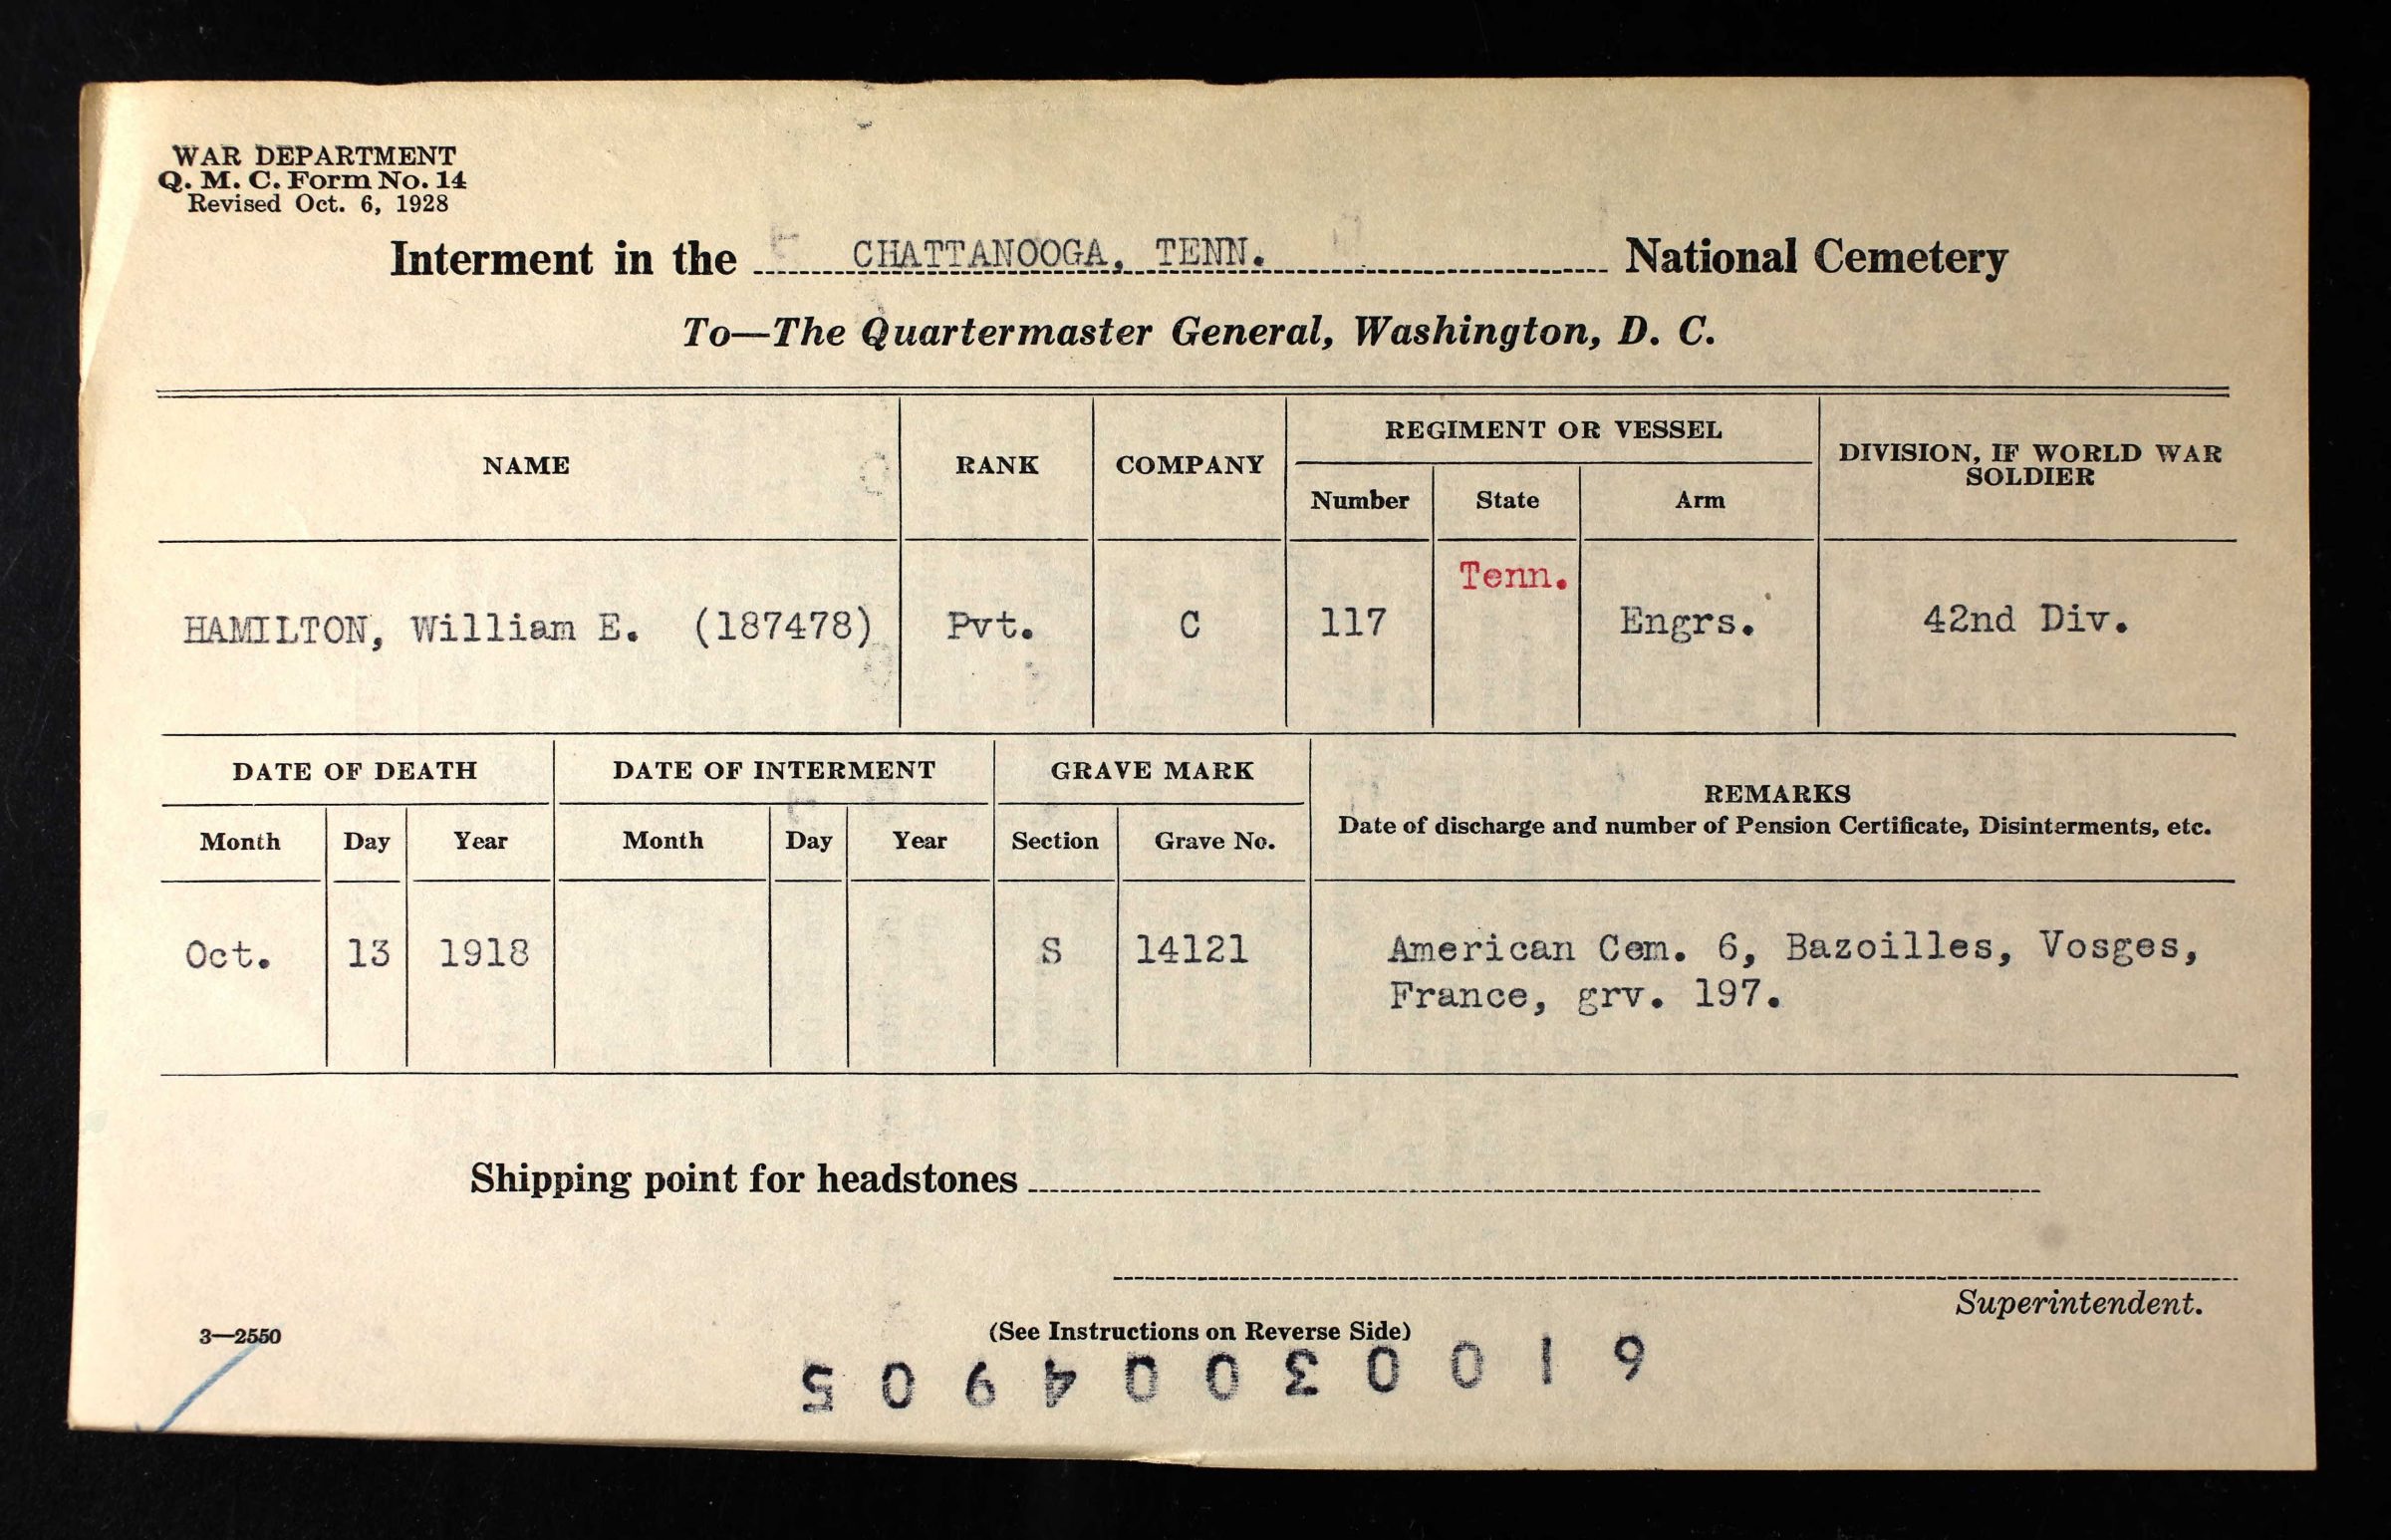 WAR DEPARTMENT
Q. M. C. Form No. 14
Revised Oct. 6, 1928
Interment in the CHATTANOOGA, TENN. National Cemetery
To—The Quartermaster General, Washington, D. C.
NAME RANK COMPANY REGIMENT OR VESSEL DIVISION, IF WORLD WAR SOLDIER
Number State Arm
Tenn.
HAMILTON, William E. (187478) Pvt. C 117 Engrs. 42nd Div.
DATE OF DEATH DATE OF INTERMENT GRAVE MARK REMARKS
Date of discharge and number of Pension Certificate, Disinterments, etc.
Month Day Year Month Day Year Section Grave No.
Oct. 13 1918 S 14121 American Cem. 6, Bazoilles, Vosges,
France, grv. 197.
Shipping point for headstones
Superintendent.
3—2550 (See Instructions on Reverse Side)
61003004905